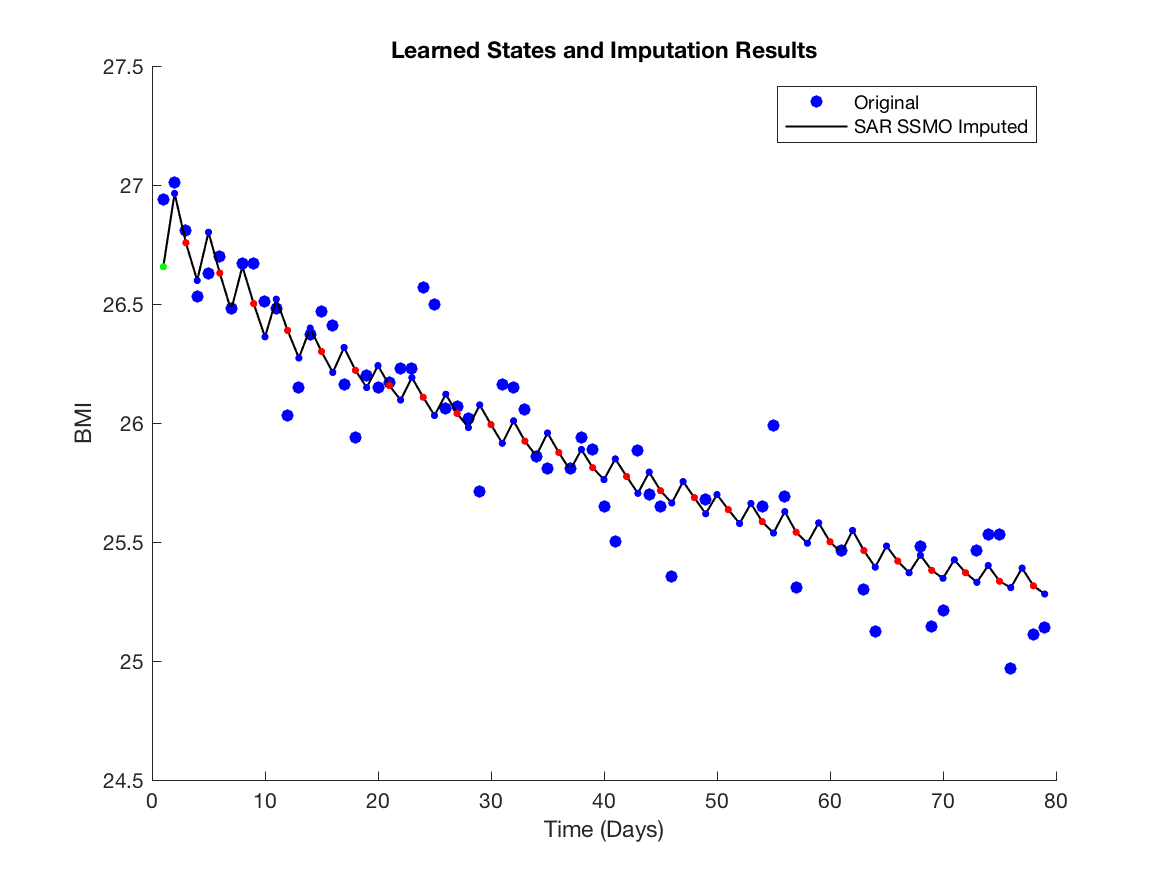 Learned States and Imputation Results
27.5
27
26.5
26
25.5
25
24.5
BMI
Original
SAR SSMO Imputed
0 10 20 30 40 50 60 70 80
Time (Days)